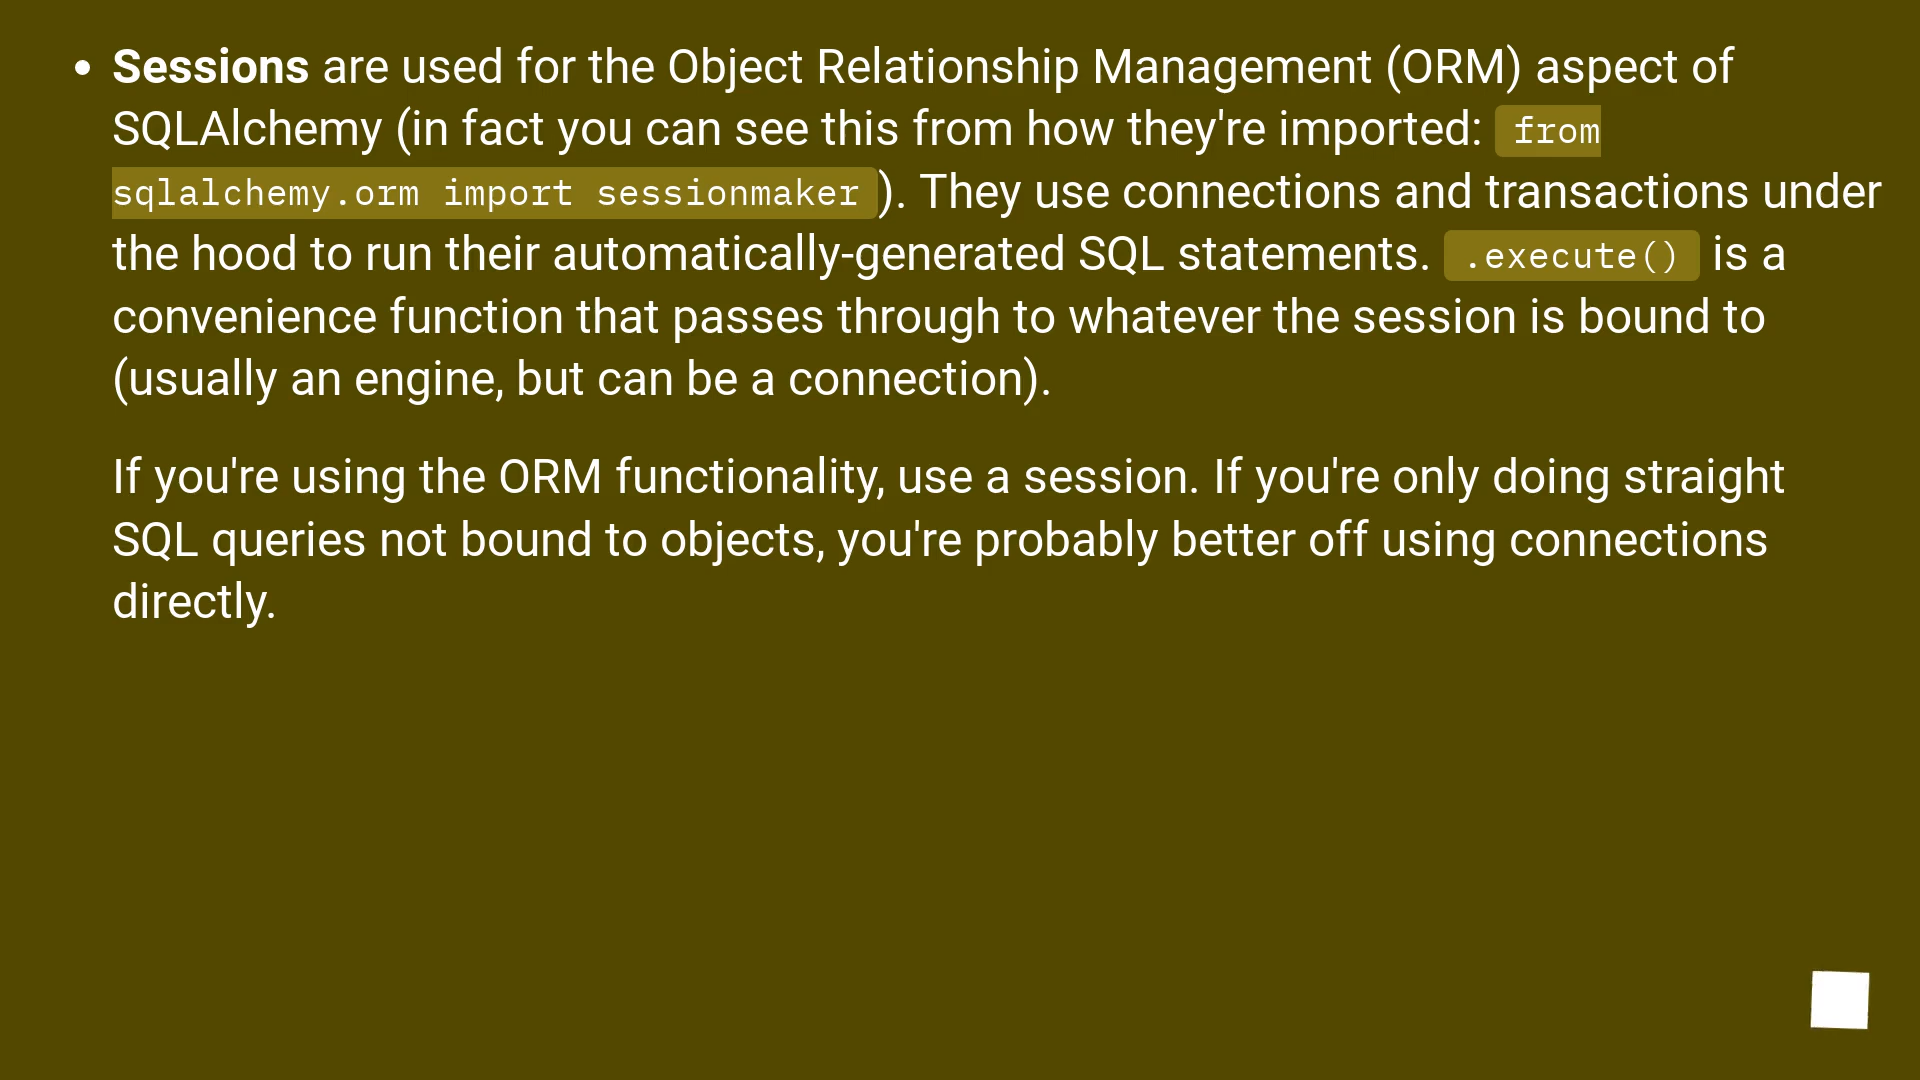 • Sessions are used for the Object Relationship Management (ORM) aspect of
SQLAlchemy (in fact you can see this from how they're imported: from
sqlalchemy.orm import sessionmaker ). They use connections and transactions under
the hood to run their automatically-generated SQL statements. .execute() is a
convenience function that passes through to whatever the session is bound to
(usually an engine, but can be a connection).
If you're using the ORM functionality, use a session. If you're only doing straight
SQL queries not bound to objects, you're probably better off using connections
directly.